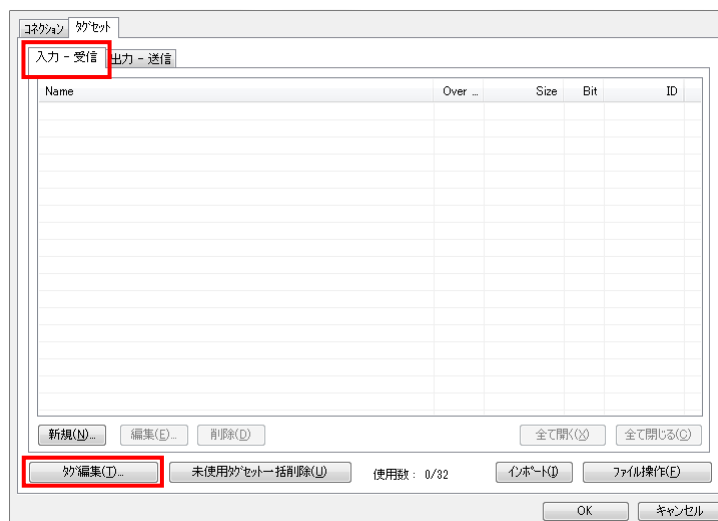 ｺﾈｸｼｮﾝ ﾀｸﾞｾｯﾄ
入力 - 受信 出力 - 送信
Name Over ... Size Bit ID
新規(N)... 編集(E)... 削除(D) 全て開く(X) 全て閉じる(C)
ﾀｸﾞ編集(T)... 未使用ﾀｸﾞｾｯﾄ一括削除(U) 使用数 : 0/32 ｲﾝﾎﾟｰﾄ(I) ﾌｧｲﾙ操作(F)
OK ｷｬﾝｾﾙ